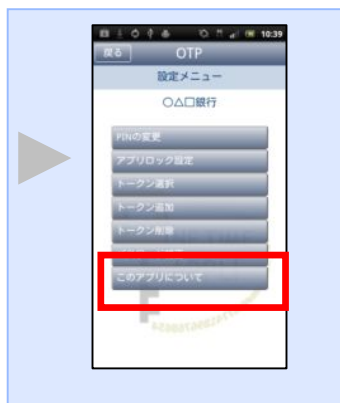 10:39
戻る OTP
設定メニュー
○△□銀行
PINの変更
アプリロック設定
トークン選択
トークン追加
トークン削除
このアプリについて